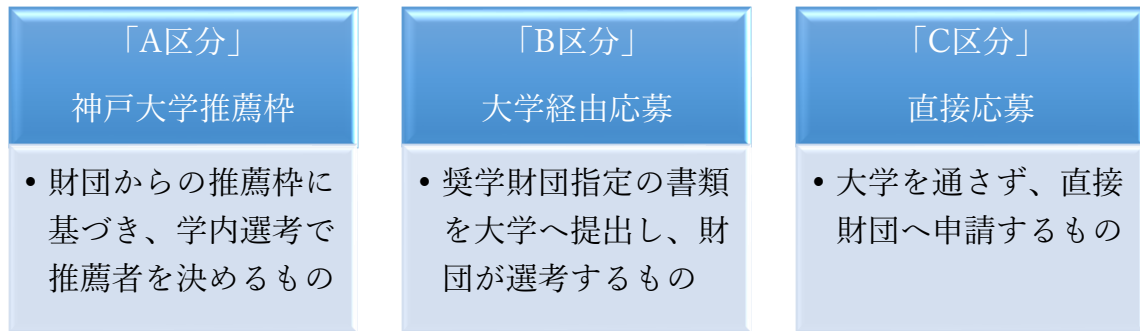 「A区分」
神戸大学推薦枠
• 財団からの推薦枠に
基づき、学内選考で
推薦者を決めるもの
「B区分」
大学経由応募
• 奨学財団指定の書類
を大学へ提出し、財
団が選考するもの
「C区分」
直接応募
• 大学を通さず、直接
財団へ申請するもの